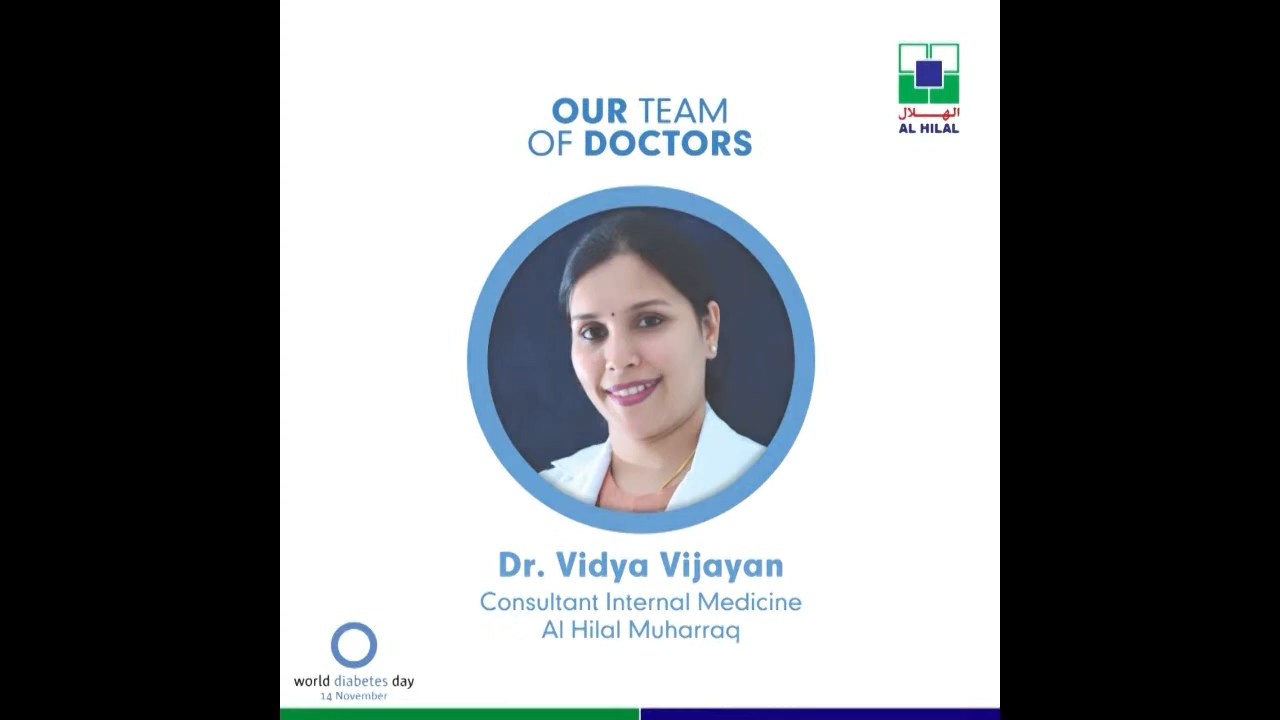 الهلال
AL HILAL
OUR TEAM
OF DOCTORS
Dr. Vidya Vijayan
Consultant Internal Medicine
Al Hilal Muharraq
world diabetes day
14 November